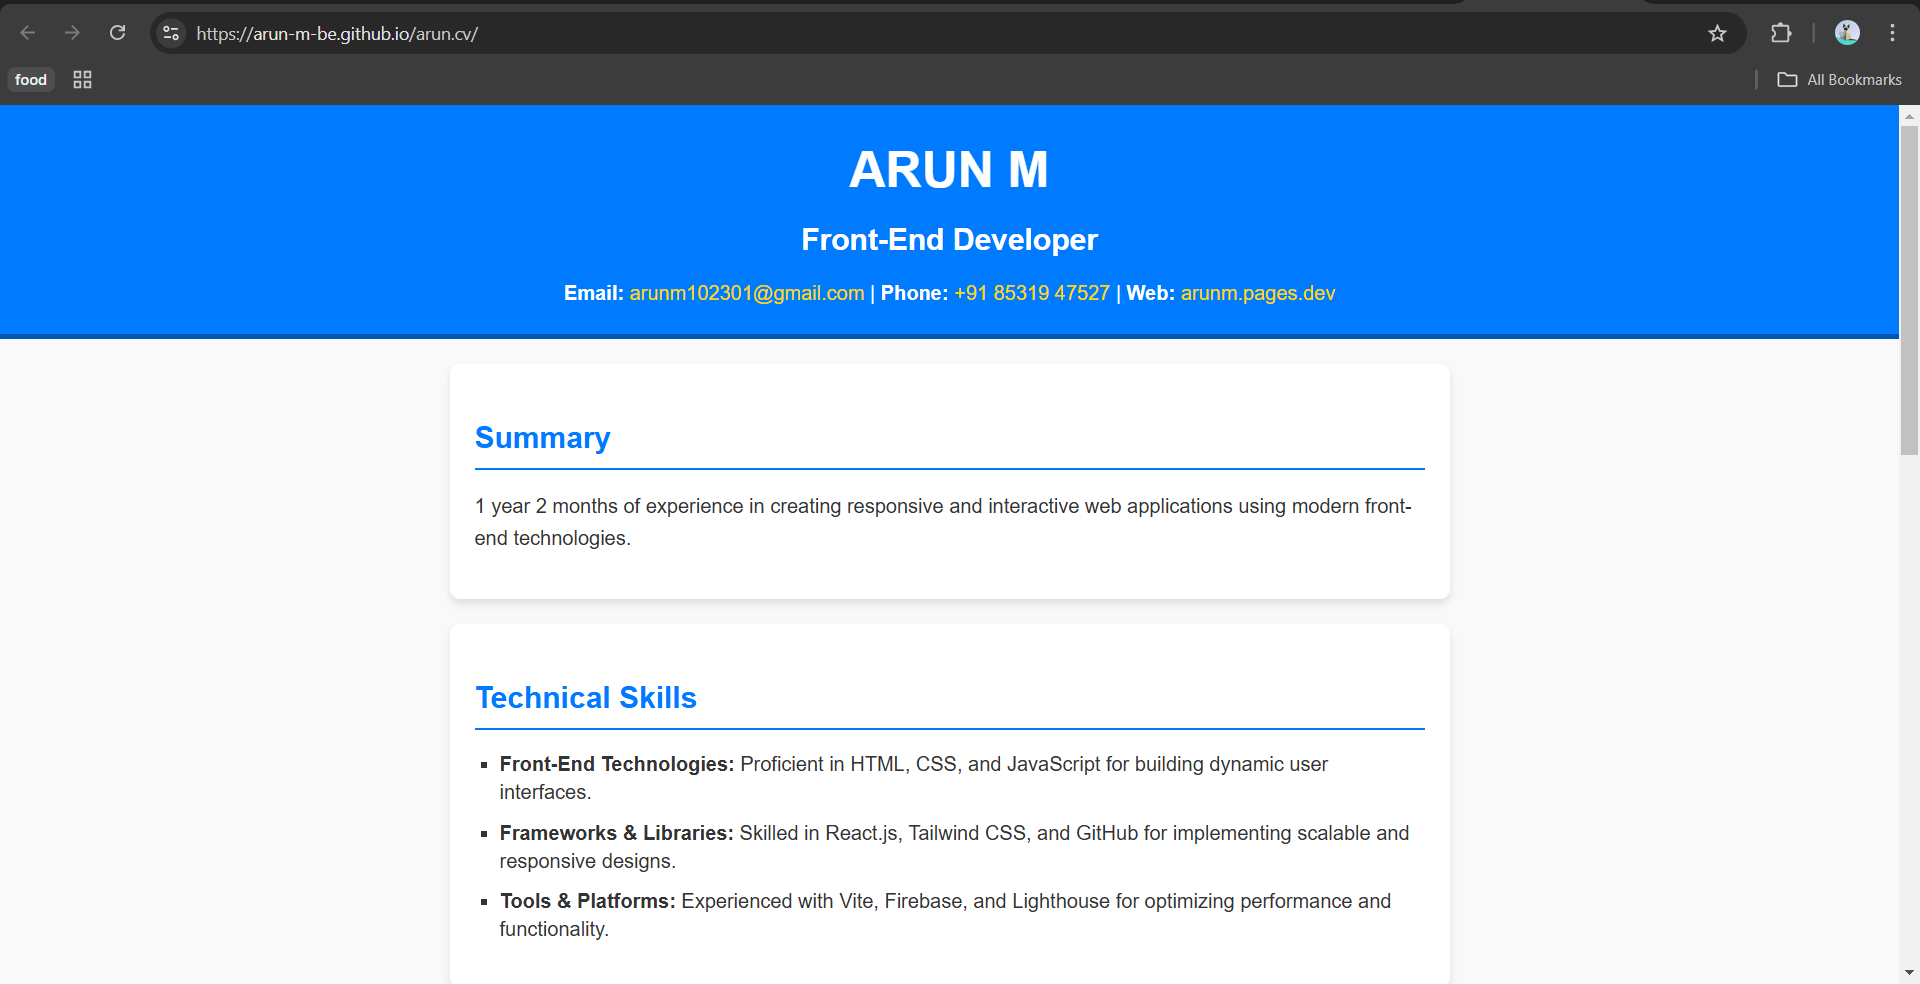 https://arun-m-be.github.io/arun.cv/
food
All Bookmarks
ARUN M
Front-End Developer
Email: arunm102301@gmail.com | Phone: +91 85319 47527 | Web: arunm.pages.dev
Summary
1 year 2 months of experience in creating responsive and interactive web applications using modern front-
end technologies.
Technical Skills
▪ Front-End Technologies: Proficient in HTML, CSS, and JavaScript for building dynamic user
interfaces.
▪ Frameworks & Libraries: Skilled in React.js, Tailwind CSS, and GitHub for implementing scalable and
responsive designs.
▪ Tools & Platforms: Experienced with Vite, Firebase, and Lighthouse for optimizing performance and
functionality.